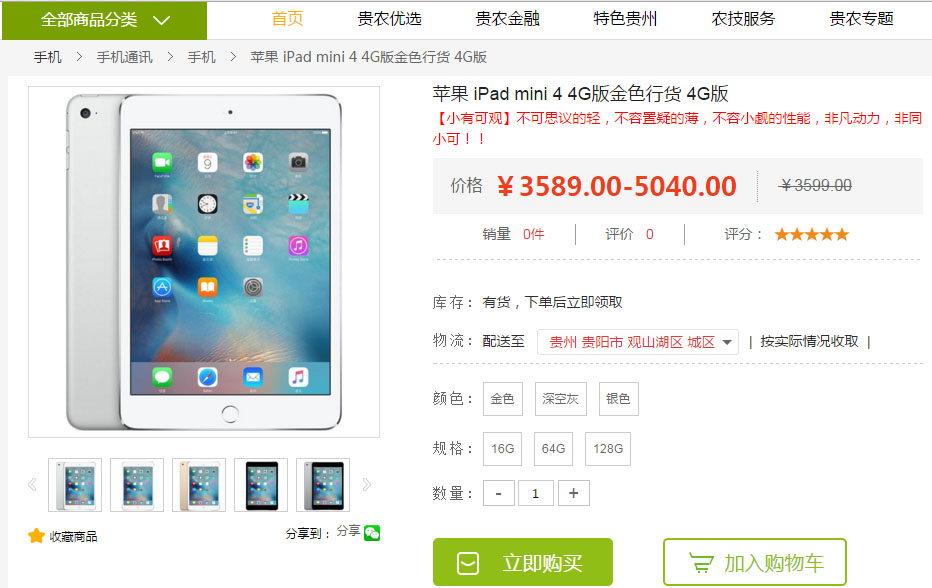 全部商品分类 首页 贵农优选 贵农金融 特色贵州 农技服务 贵农专题
手机 > 手机通讯 > 手机 > 苹果 iPad mini 4 4G版金色行货 4G版
苹果 iPad mini 4 4G版金色行货 4G版
【小有可观】不可思议的轻，不容置疑的薄，不容小觑的性能，非凡动力，非同
小可！！
价格 ￥3589.00-5040.00 ￥3599.00
销量 0件 评价 0 评分： ★★★★★
库存： 有货，下单后立即领取
物流： 配送至 贵州 贵阳市 观山湖区 城区 | 按实际情况收取 |
颜色： 金色 深空灰 银色
规格： 16G 64G 128G
数量： - 1 +
收藏商品 分享到： 分享
立即购买 加入购物车